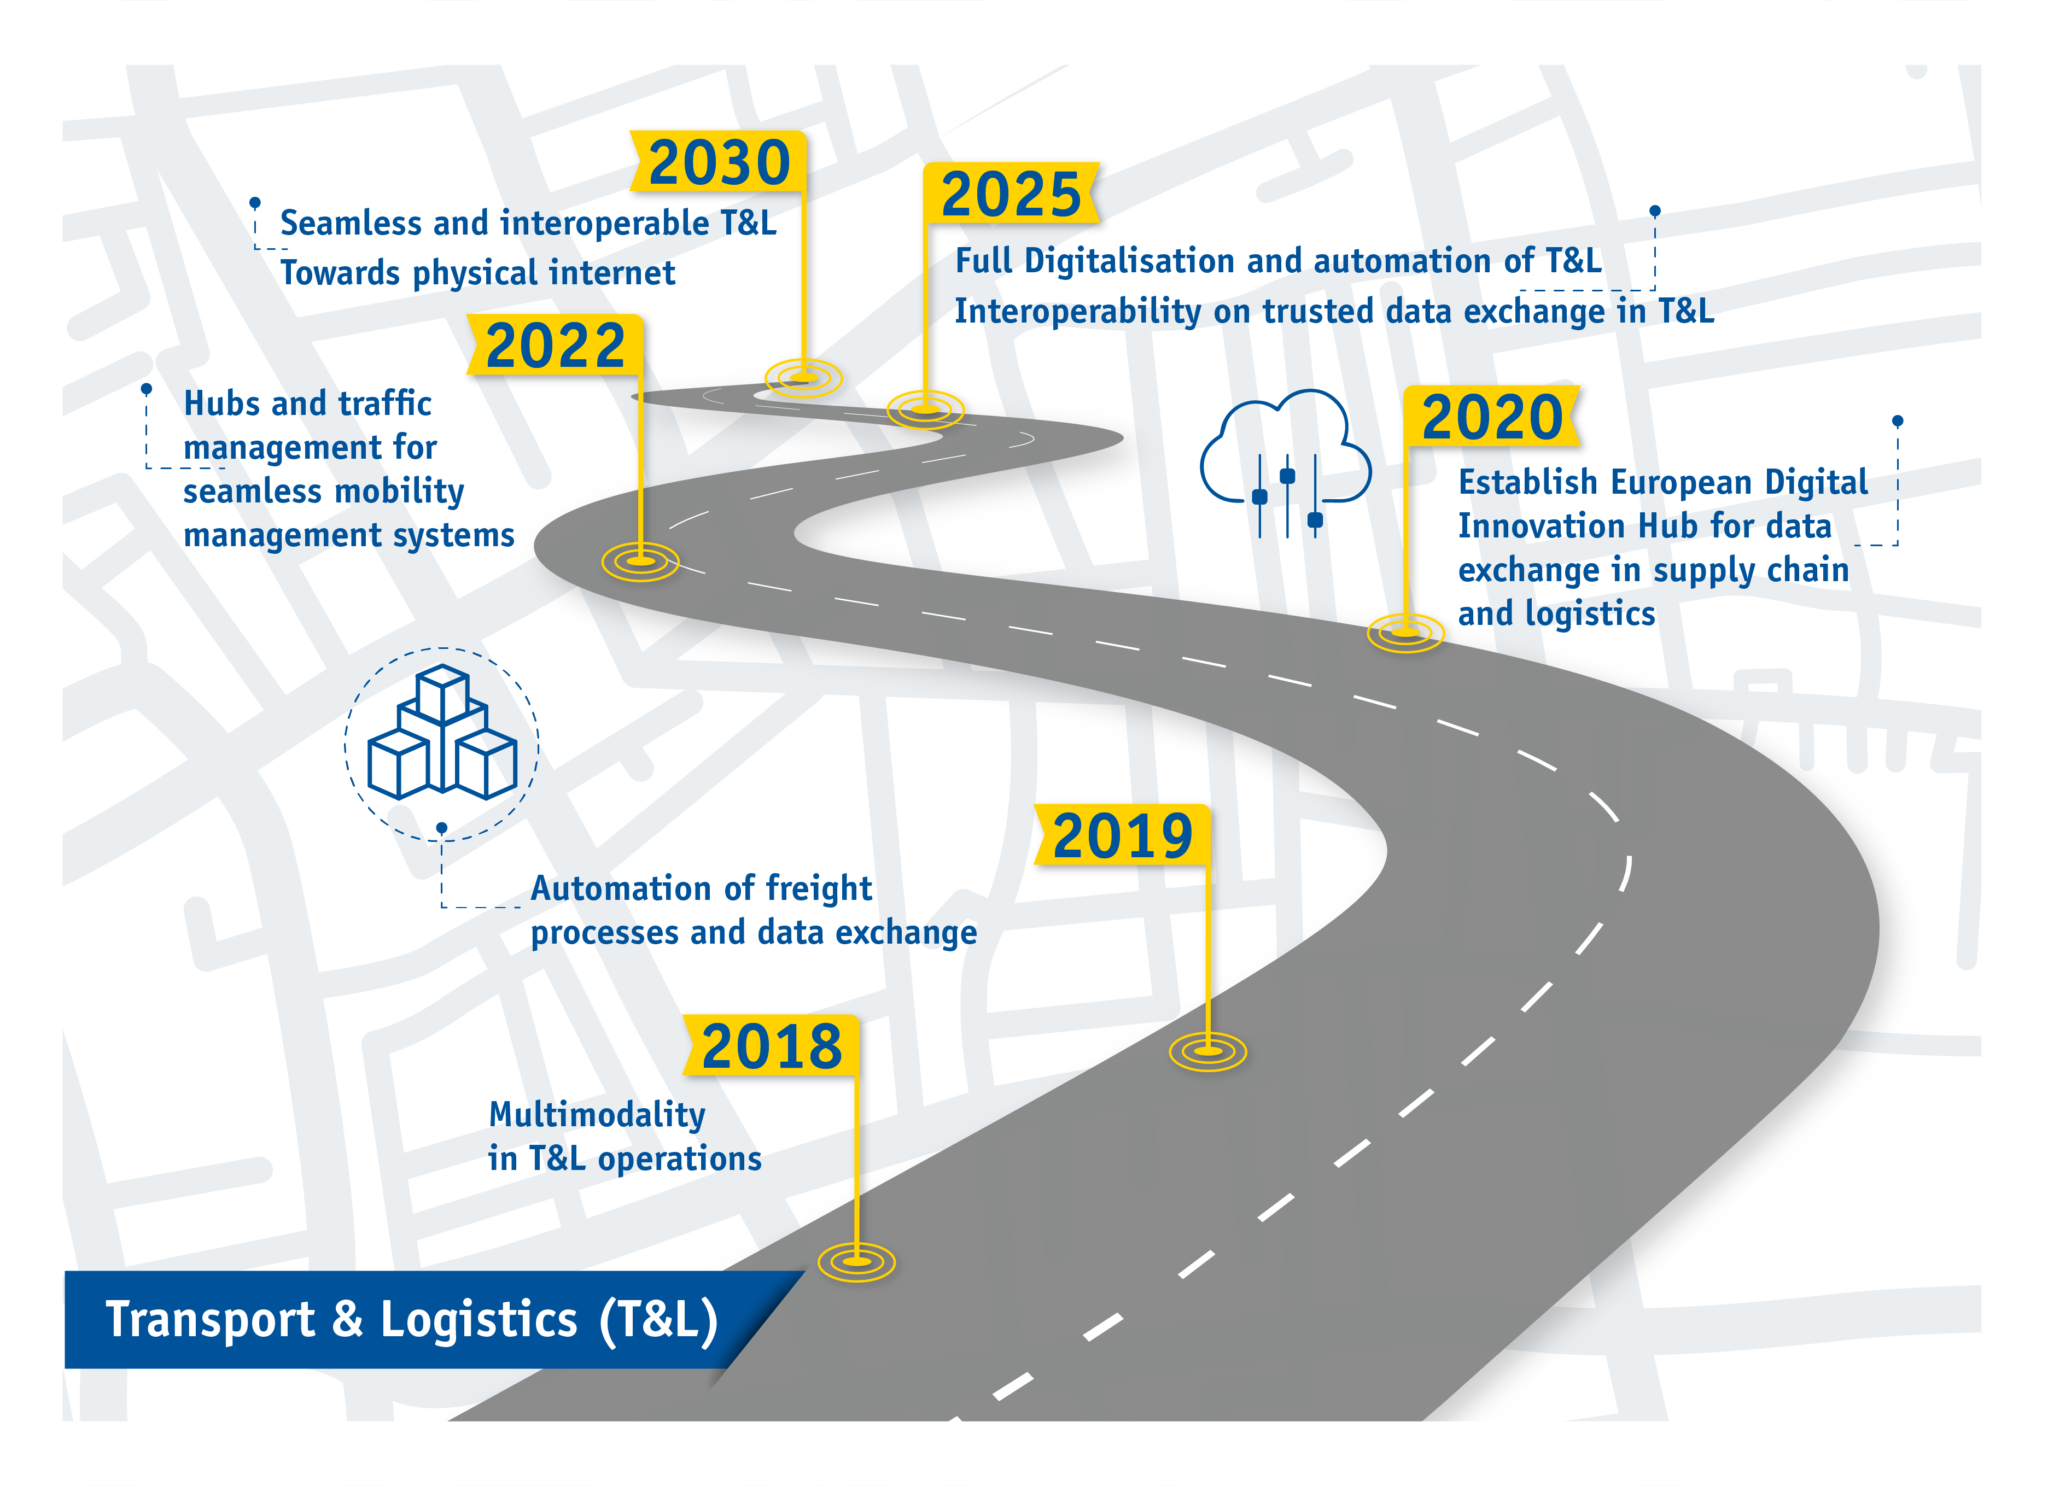 2030
Seamless and interoperable T&L
Towards physical internet
2025
Full Digitalisation and automation of T&L
Interoperability on trusted data exchange in T&L
2022
Hubs and traffic
management for
seamless mobility
management systems
2020
Establish European Digital
Innovation Hub for data
exchange in supply chain
and logistics
2019
Automation of freight
processes and data exchange
2018
Multimodality
in T&L operations
Transport & Logistics (T&L)